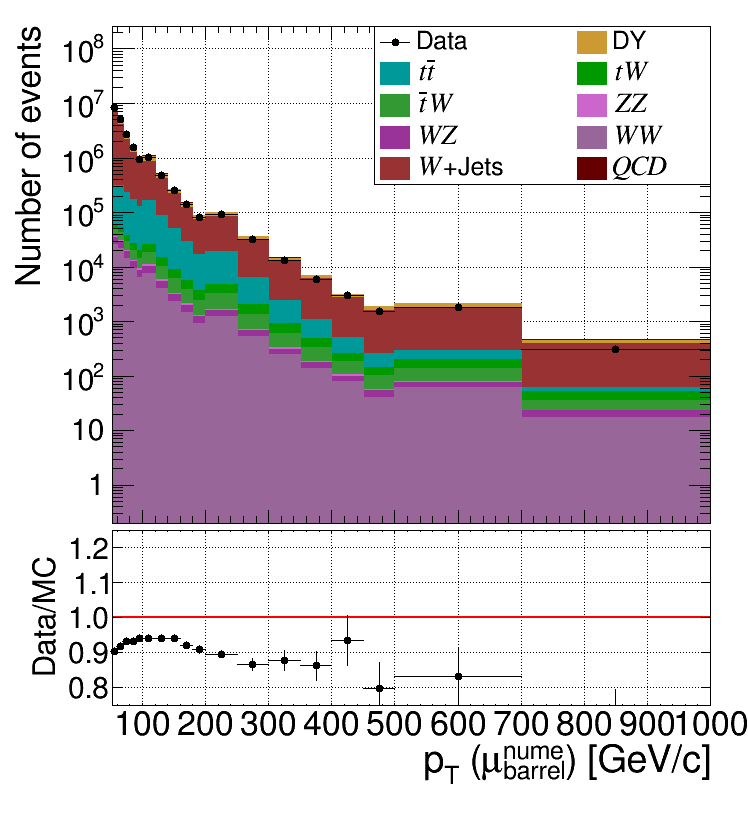 Number of events
10⁸
10⁷
10⁶
10⁵
10⁴
10³
10²
10
1
Data DY
tt̄ tW
t̄W ZZ
WZ WW
W+Jets QCD
Data/MC
1.2
1.1
1.0
0.9
0.8
100 200 300 400 500 600 700 800 900 1000
p_T (μ^nume_barrel) [GeV/c]